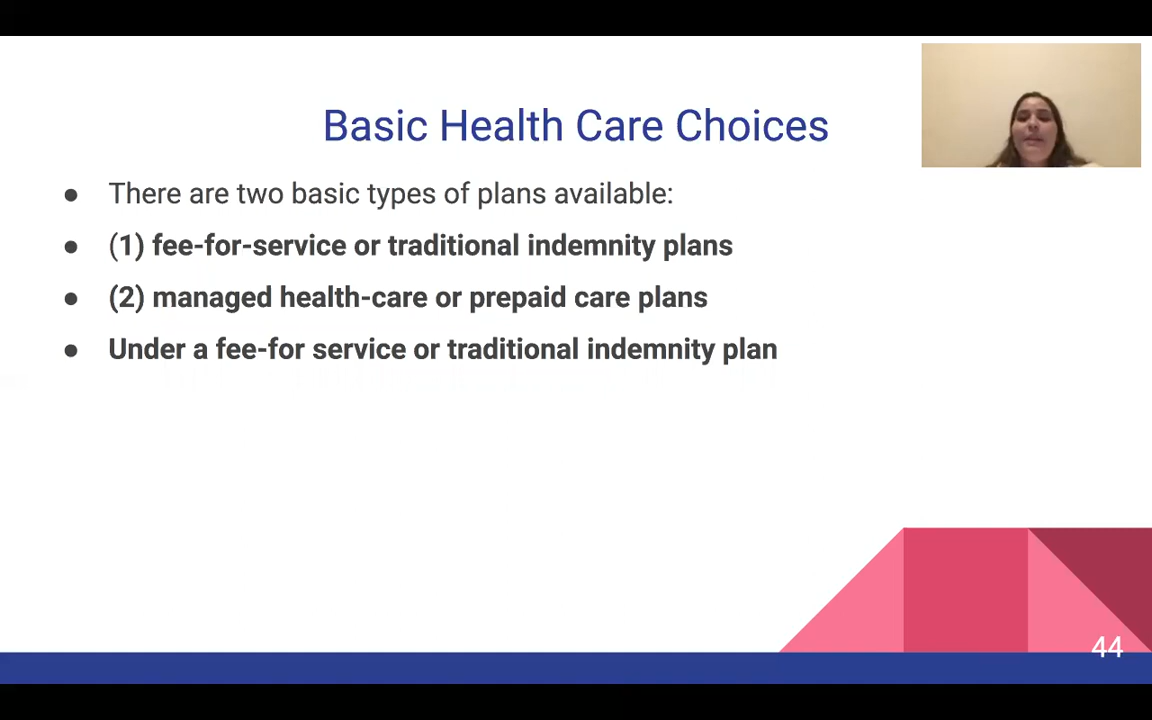 Basic Health Care Choices
● There are two basic types of plans available:
● (1) fee-for-service or traditional indemnity plans
● (2) managed health-care or prepaid care plans
● Under a fee-for service or traditional indemnity plan
44